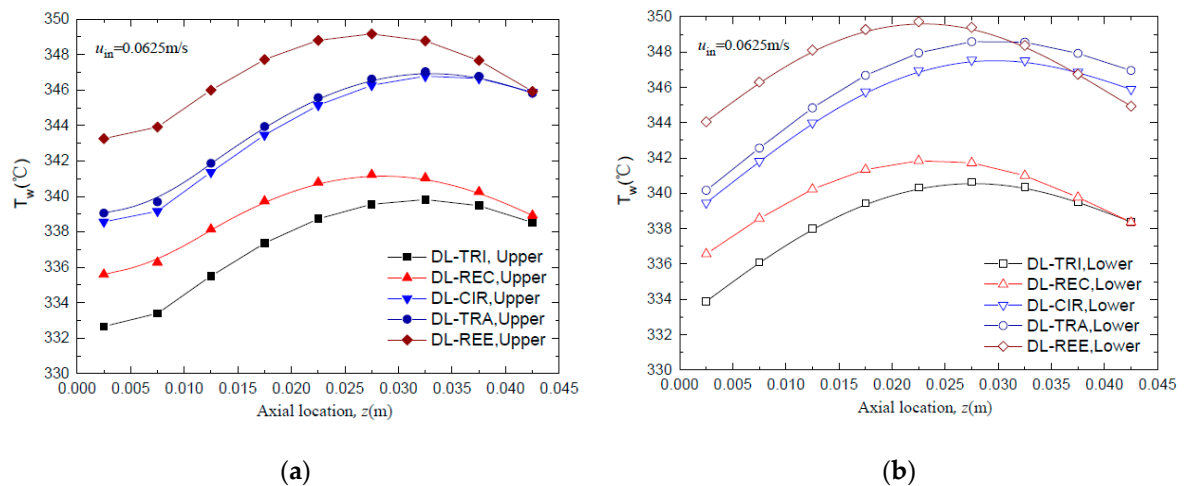 350
348
346
344
342
340
338
336
334
332
330
T_w(℃)
u_in=0.0625m/s
DL-TRI, Upper
DL-REC,Upper
DL-CIR,Upper
DL-TRA,Upper
DL-REE,Upper
0.000 0.005 0.010 0.015 0.020 0.025 0.030 0.035 0.040 0.045
Axial location, z(m)
(a)
350
348
346
344
342
340
338
336
334
332
330
T_w(℃)
u_in=0.0625m/s
DL-TRI,Lower
DL-REC,Lower
DL-CIR,Lower
DL-TRA,Lower
DL-REE,Lower
0.000 0.005 0.010 0.015 0.020 0.025 0.030 0.035 0.040 0.045
Axial location, z(m)
(b)